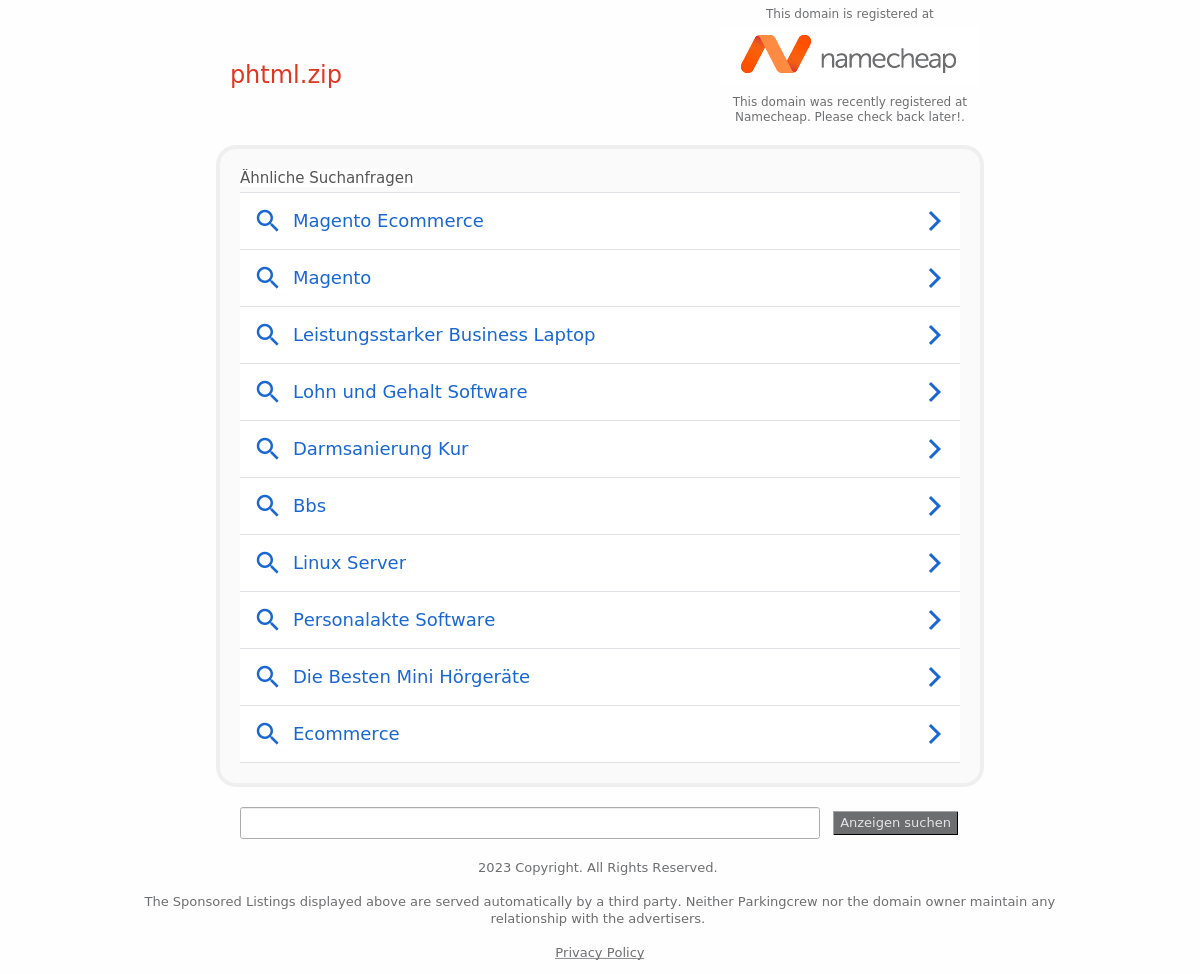 This domain is registered at
namecheap
phtml.zip
This domain was recently registered at
Namecheap. Please check back later!.
Ähnliche Suchanfragen
Magento Ecommerce
Magento
Leistungsstarker Business Laptop
Lohn und Gehalt Software
Darmsanierung Kur
Bbs
Linux Server
Personalakte Software
Die Besten Mini Hörgeräte
Ecommerce
Anzeigen suchen
2023 Copyright. All Rights Reserved.
The Sponsored Listings displayed above are served automatically by a third party. Neither Parkingcrew nor the domain owner maintain any
relationship with the advertisers.
Privacy Policy